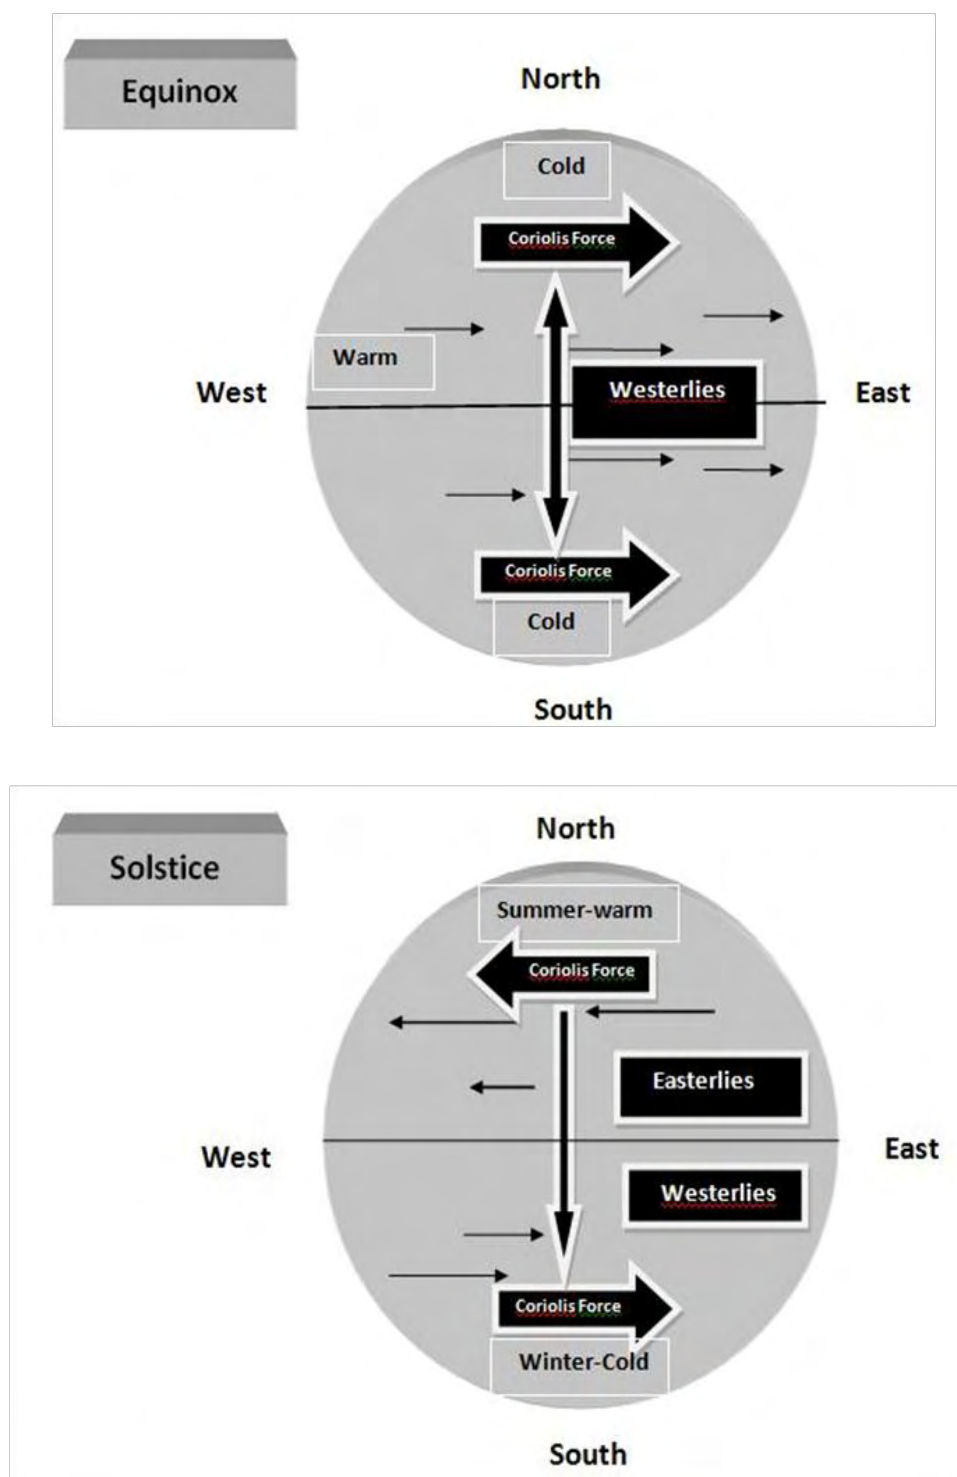 Equinox
North
Cold
Coriolis Force
Warm
West
Westerlies
East
Coriolis Force
Cold
South
Solstice
North
Summer-warm
Coriolis Force
Easterlies
West
East
Westerlies
Coriolis Force
Winter-Cold
South